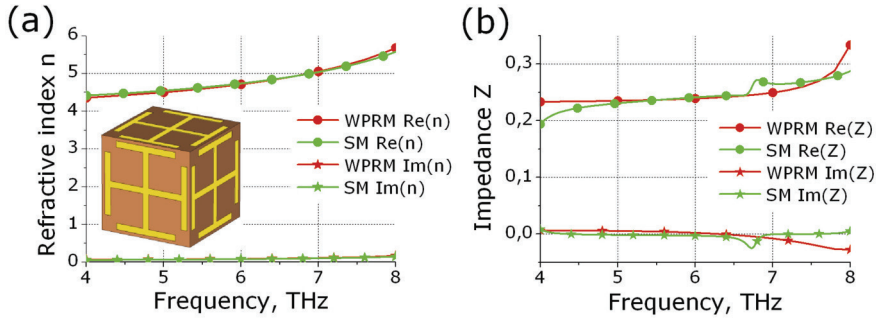 (a)
6
5
4
3
2
1
0
Refractive index n
WPRM Re(n)
SM Re(n)
WPRM Im(n)
SM Im(n)
4
5
6
7
8
Frequency, THz
(b)
0,3
0,2
0,1
0,0
Impedance Z
WPRM Re(Z)
SM Re(Z)
WPRM Im(Z)
SM Im(Z)
4
5
6
7
8
Frequency, THz